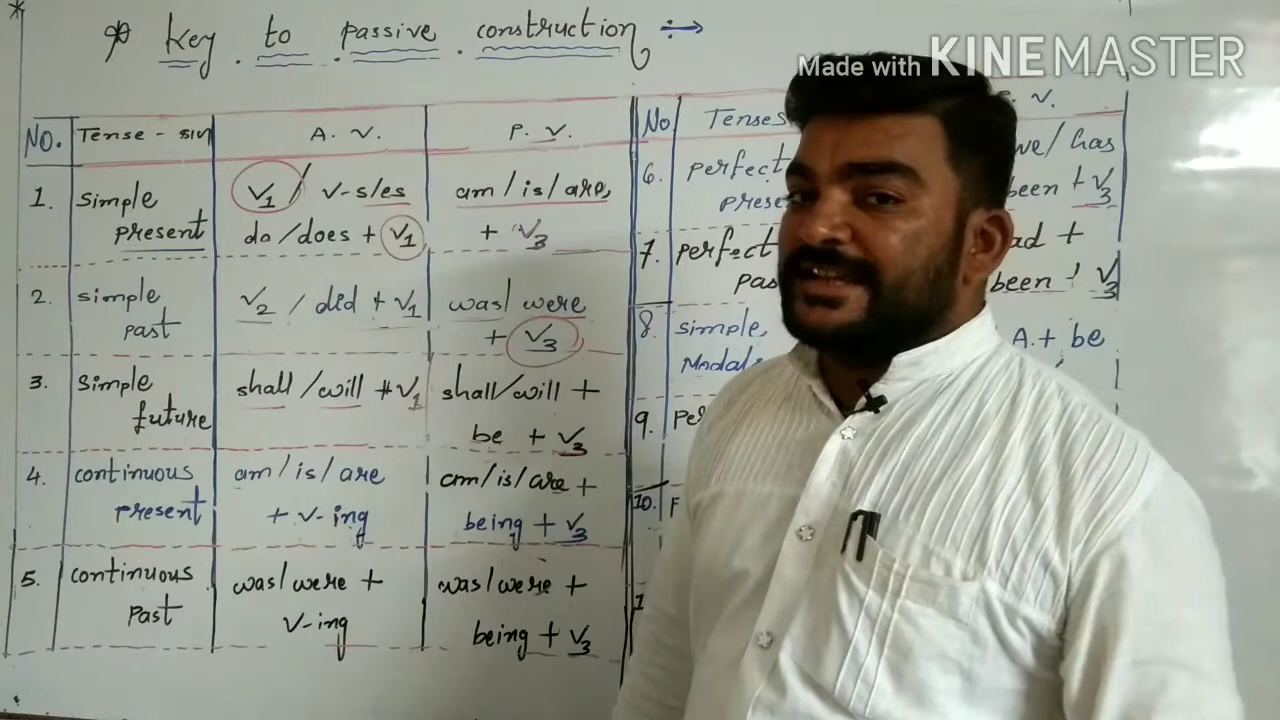 * Key to passive construction ÷→
Made with KINEMASTER
NO. Tense - sin A. V. P. V.
1. simple present V1 / V-s/es do/does + V1 am/is/are, + V3
2. simple past V2 / did + V1 was/were + V3
3. Simple future shall/will + V1 shall/will + be + V3
4. continuous present am/is/are + V-ing am/is/are + being + V3
5. continuous past was/were + V-ing was/were + being + V3
No Tenses V.
6. perfect has been + V3
7. perfect + been V3
8. simple, Modals A. + be
9.
10. F